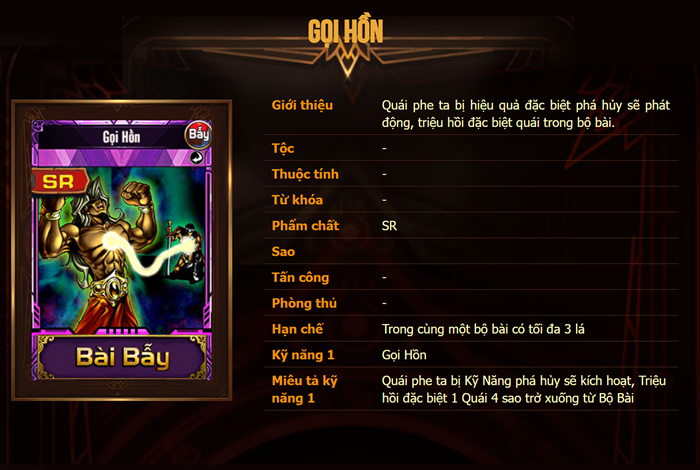 GỌI HỒN
Gọi Hồn
Bẫy
SR
Bài Bẫy
Giới thiệu Quái phe ta bị hiệu quả đặc biệt phá hủy sẽ phát
động, triệu hồi đặc biệt quái trong bộ bài.
Tộc -
Thuộc tính -
Từ khóa -
Phẩm chất SR
Sao
Tấn công -
Phòng thủ -
Hạn chế Trong cùng một bộ bài có tối đa 3 lá
Kỹ năng 1 Gọi Hồn
Miêu tả kỹ Quái phe ta bị Kỹ Năng phá hủy sẽ kích hoạt, Triệu
năng 1 hồi đặc biệt 1 Quái 4 sao trở xuống từ Bộ Bài